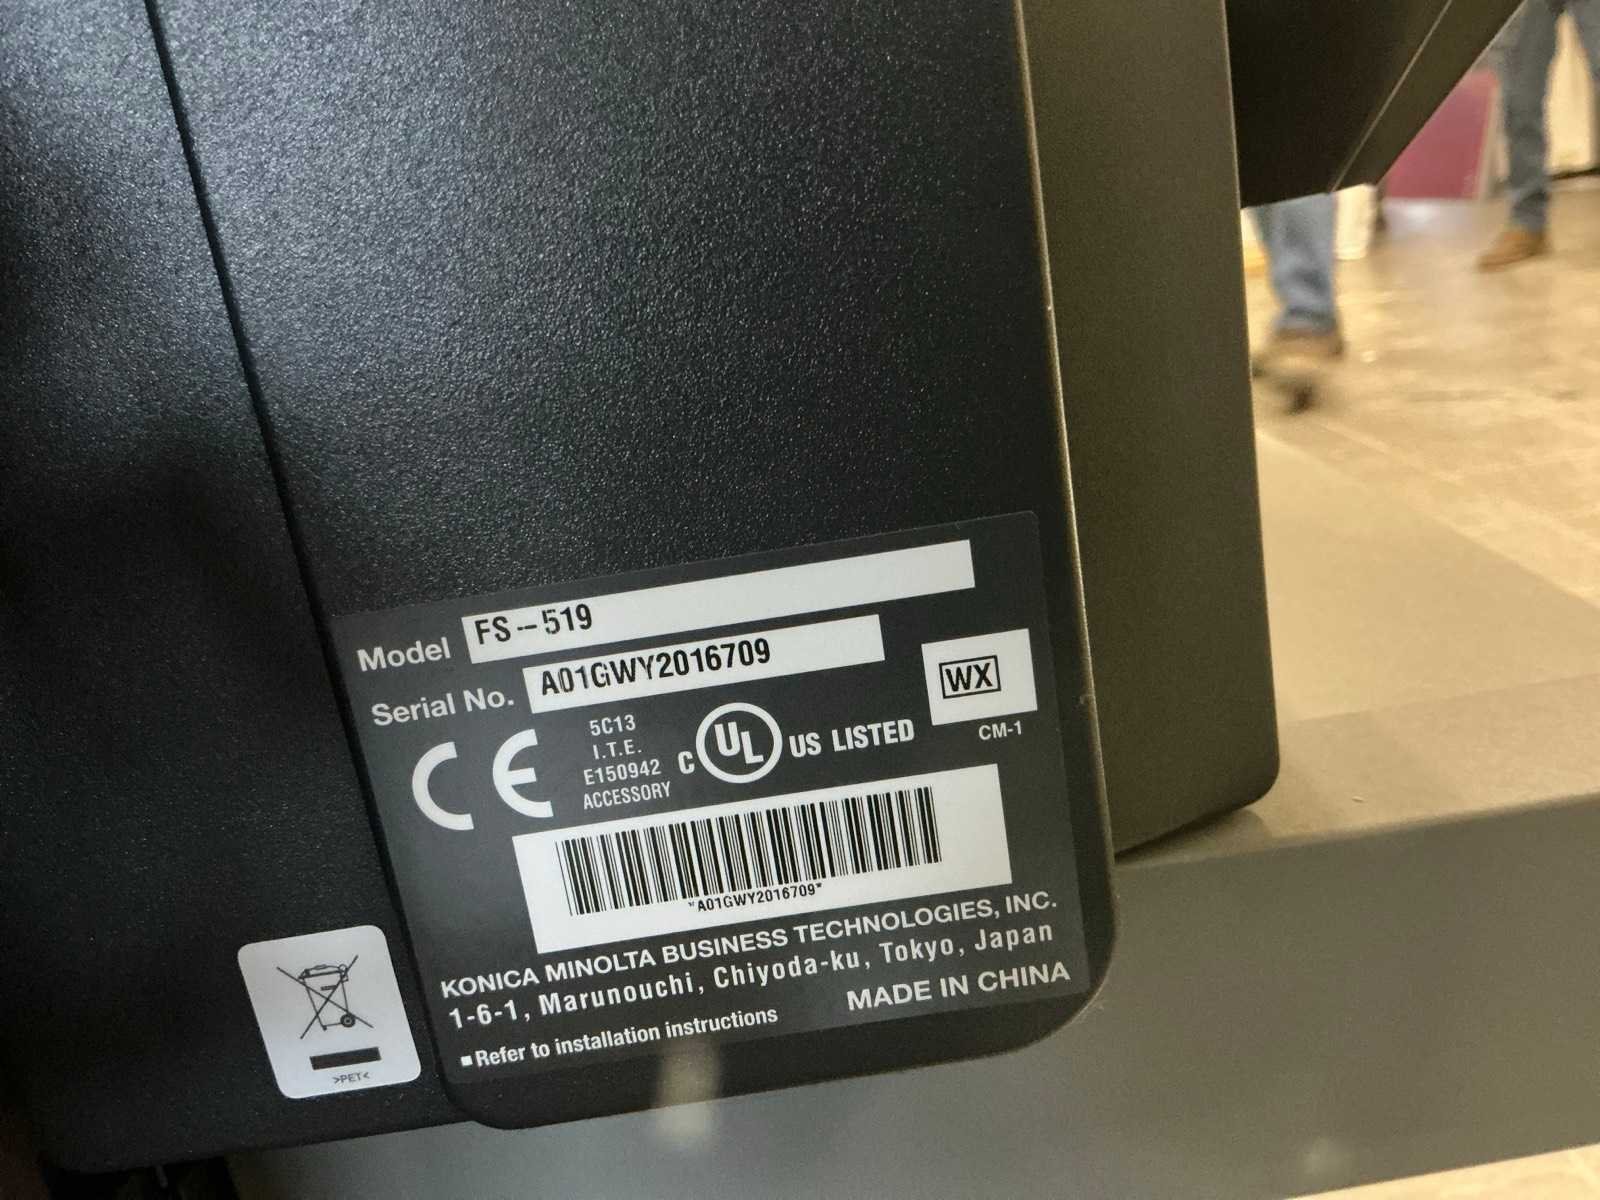 Model FS--519
Serial No. A01GWY2016709
WX
CM-1
CE
5C13
I.T.E.
E150942
ACCESSORY
C UL US LISTED
*A01GWY2016709*
KONICA MINOLTA BUSINESS TECHNOLOGIES, INC.
1-6-1, Marunouchi, Chiyoda-ku, Tokyo, Japan
MADE IN CHINA
■Refer to installation instructions
>PET<